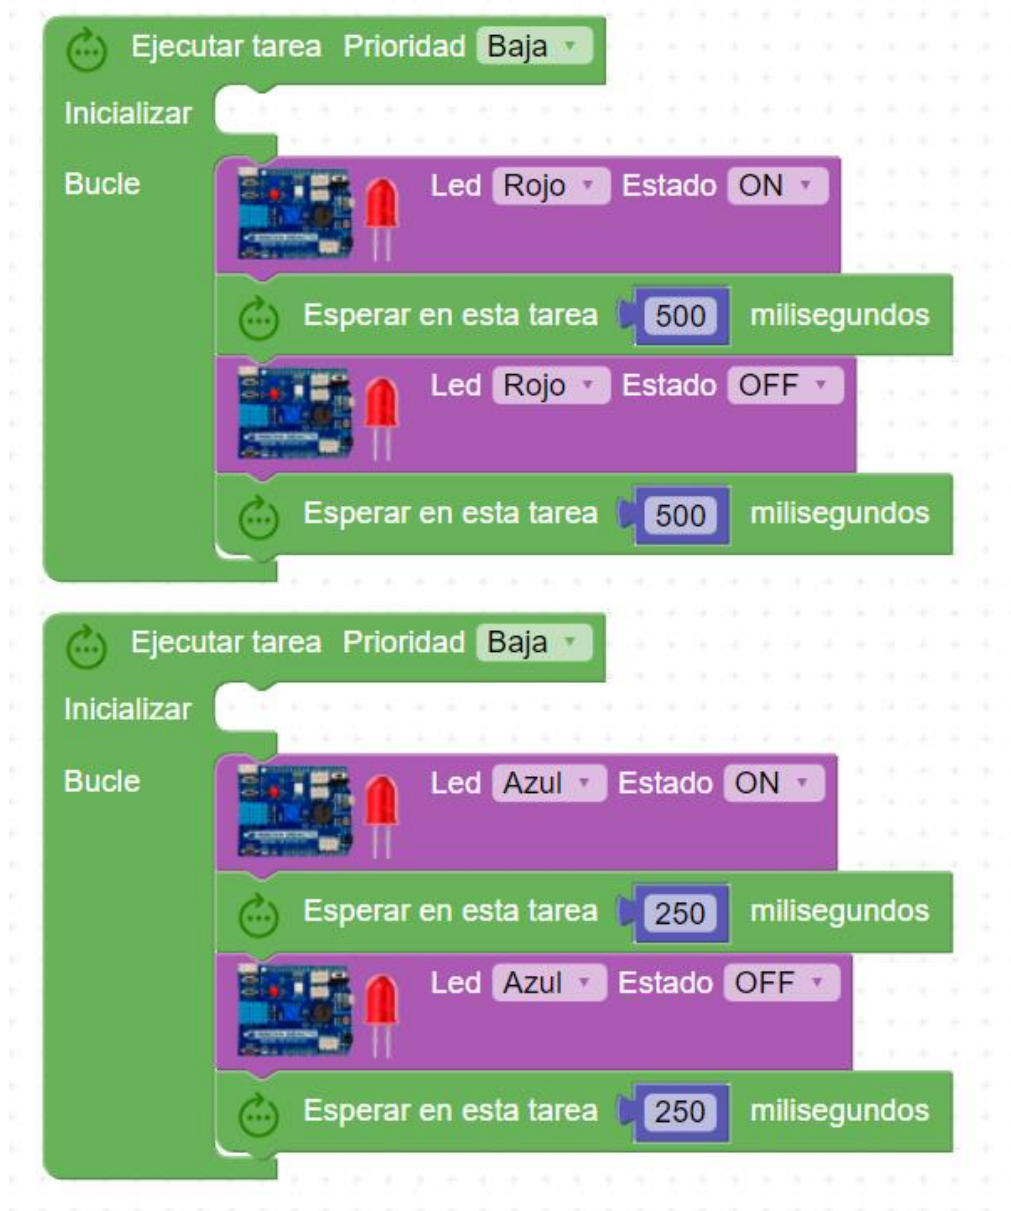 Ejecutar tarea Prioridad Baja
Inicializar
Bucle
Led Rojo Estado ON
Esperar en esta tarea 500 milisegundos
Led Rojo Estado OFF
Esperar en esta tarea 500 milisegundos
Ejecutar tarea Prioridad Baja
Inicializar
Bucle
Led Azul Estado ON
Esperar en esta tarea 250 milisegundos
Led Azul Estado OFF
Esperar en esta tarea 250 milisegundos